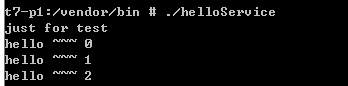 t7-p1:/vendor/bin # ./helloService
just for test
hello ~~~ 0
hello ~~~ 1
hello ~~~ 2